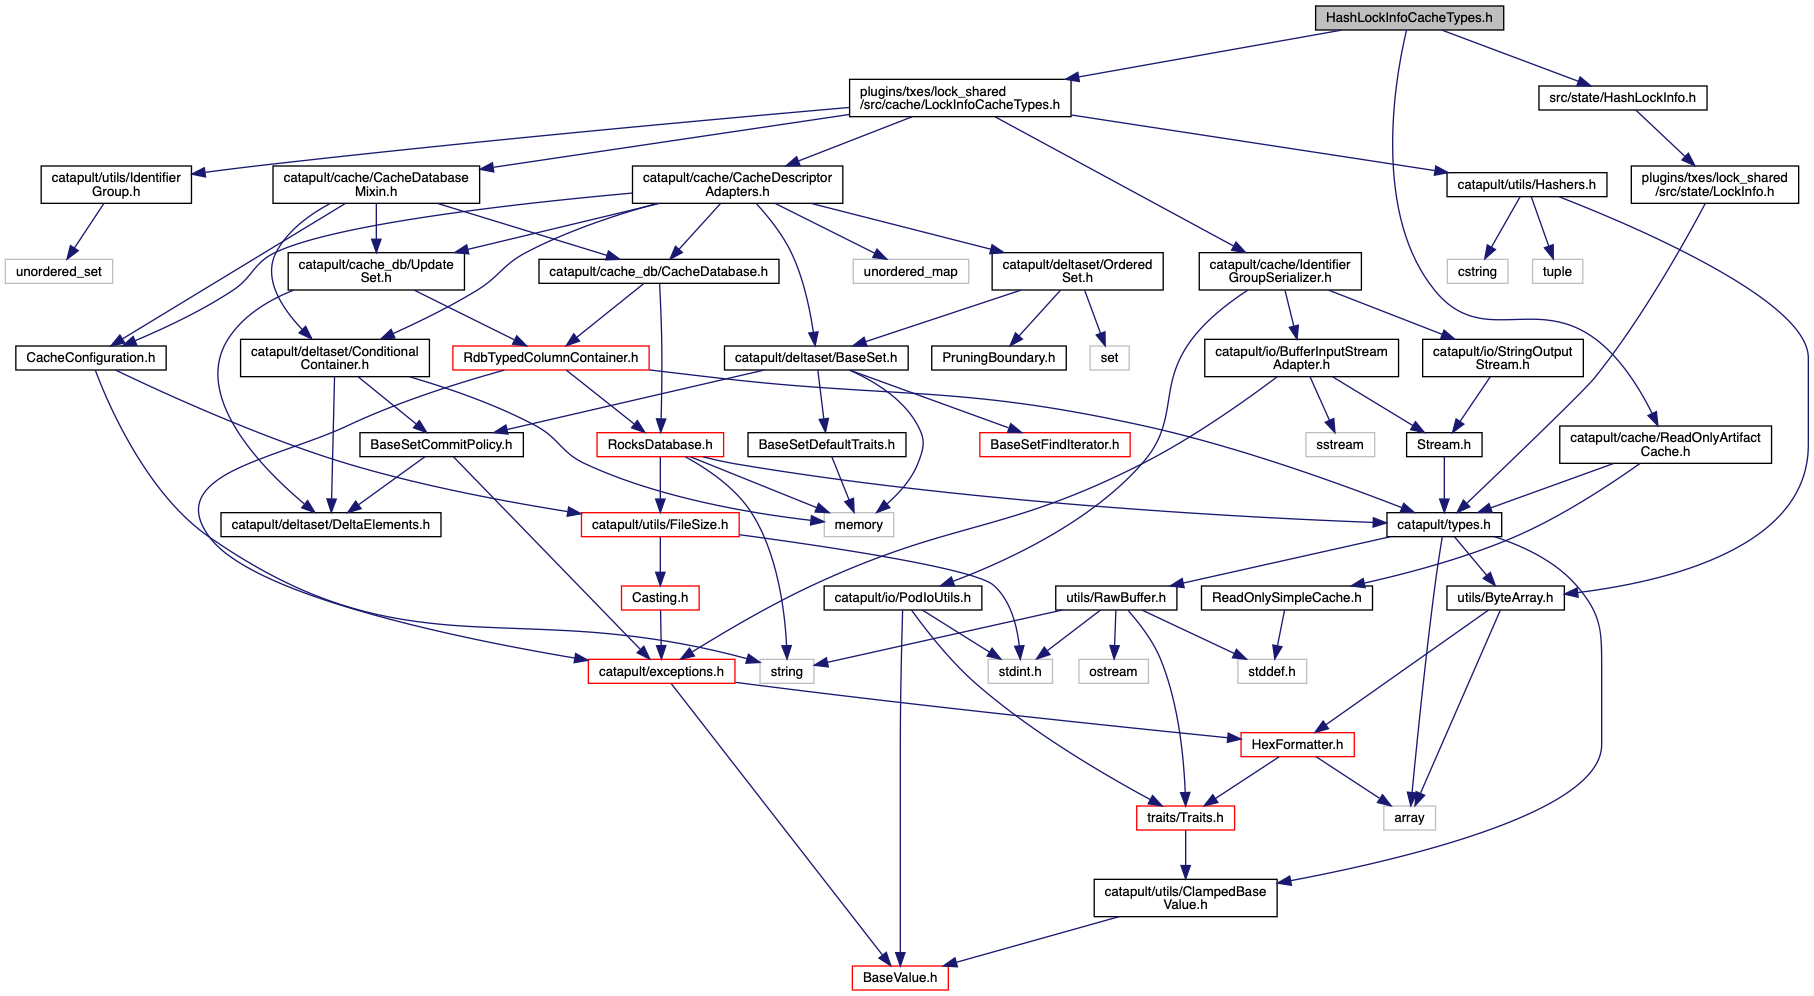 HashLockInfoCacheTypes.h
plugins/txes/lock_shared
/src/cache/LockInfoCacheTypes.h
src/state/HashLockInfo.h
catapult/utils/Identifier
Group.h
catapult/cache/CacheDatabase
Mixin.h
catapult/cache/CacheDescriptor
Adapters.h
catapult/utils/Hashers.h
plugins/txes/lock_shared
/src/state/LockInfo.h
unordered_set
catapult/cache_db/Update
Set.h
catapult/cache_db/CacheDatabase.h
unordered_map
catapult/deltaset/Ordered
Set.h
catapult/cache/Identifier
GroupSerializer.h
cstring
tuple
CacheConfiguration.h
catapult/deltaset/Conditional
Container.h
RdbTypedColumnContainer.h
catapult/deltaset/BaseSet.h
PruningBoundary.h
set
catapult/io/BufferInputStream
Adapter.h
catapult/io/StringOutput
Stream.h
BaseSetCommitPolicy.h
RocksDatabase.h
BaseSetDefaultTraits.h
BaseSetFindIterator.h
sstream
Stream.h
catapult/cache/ReadOnlyArtifact
Cache.h
catapult/deltaset/DeltaElements.h
catapult/utils/FileSize.h
memory
catapult/types.h
Casting.h
catapult/io/PodIoUtils.h
utils/RawBuffer.h
ReadOnlySimpleCache.h
utils/ByteArray.h
catapult/exceptions.h
string
stdint.h
ostream
stddef.h
HexFormatter.h
traits/Traits.h
array
catapult/utils/ClampedBase
Value.h
BaseValue.h